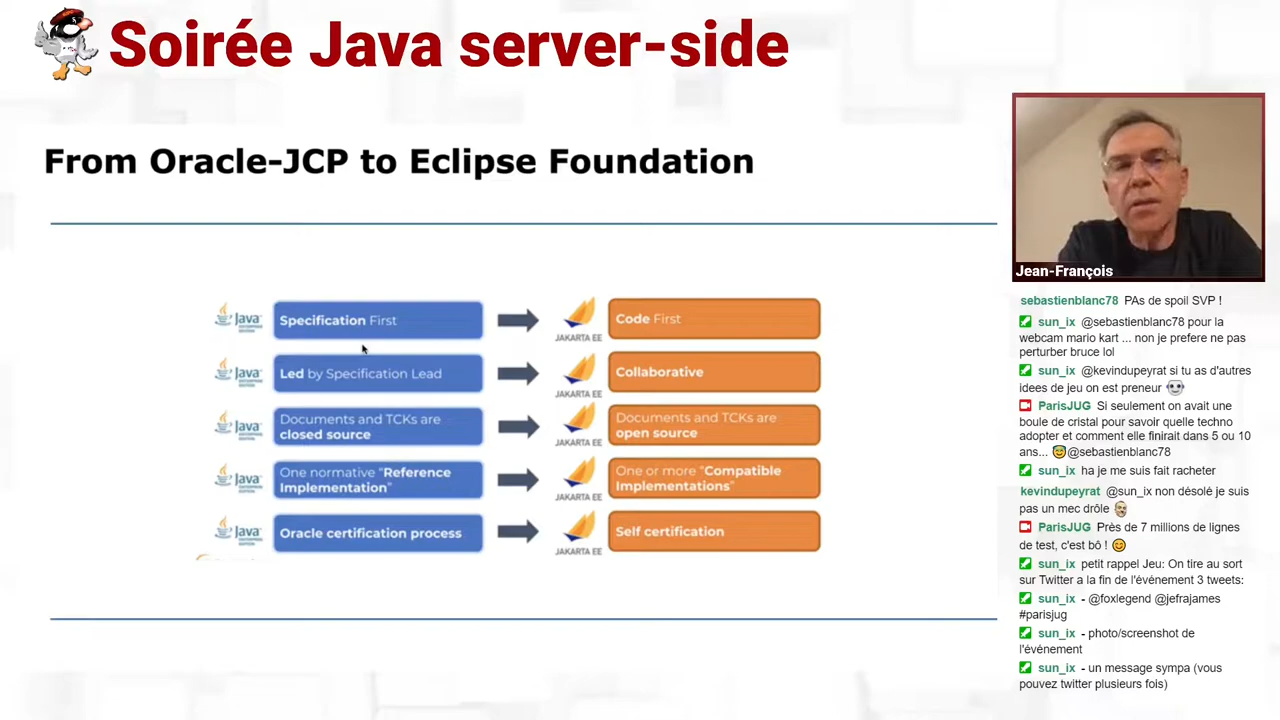 Soirée Java server-side
From Oracle-JCP to Eclipse Foundation
Java
Specification First
JAKARTA EE
Code First
Java
Led by Specification Lead
JAKARTA EE
Collaborative
Java
Documents and TCKs are
closed source
JAKARTA EE
Documents and TCKs are
open source
Java
One normative “Reference
Implementation”
JAKARTA EE
One or more “Compatible
Implementations”
Java
Oracle certification process
JAKARTA EE
Self certification
Jean-François
sebastienblanc78 PAs de spoil SVP !
sun_ix @sebastienblanc78 pour la
webcam mario kart ... non je prefere ne pas
perturber bruce lol
sun_ix @kevindupeyrat si tu as d'autres
idees de jeu on est preneur
ParisJUG Si seulement on avait une
boule de cristal pour savoir quelle techno
adopter et comment elle finirait dans 5 ou 10
ans... @sebastienblanc78
sun_ix ha je me suis fait racheter
kevindupeyrat @sun_ix non désolé je suis
pas un mec drôle
ParisJUG Près de 7 millions de lignes
de test, c'est bô !
sun_ix petit rappel Jeu: On tire au sort
sur Twitter a la fin de l'événement 3 tweets:
sun_ix - @foxlegend @jefrajames
#parisjug
sun_ix - photo/screenshot de
l'événement
sun_ix - un message sympa (vous
pouvez twitter plusieurs fois)